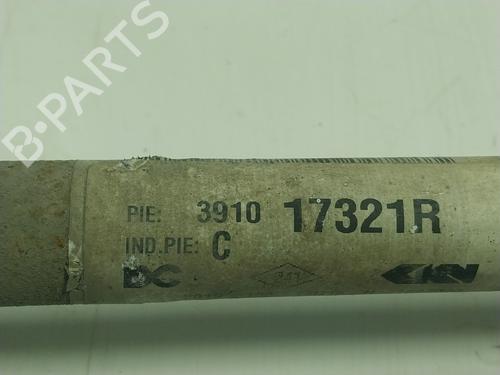 B-PARTS
PIE: 3910 17321R
IND.PIE: C
DC GKN